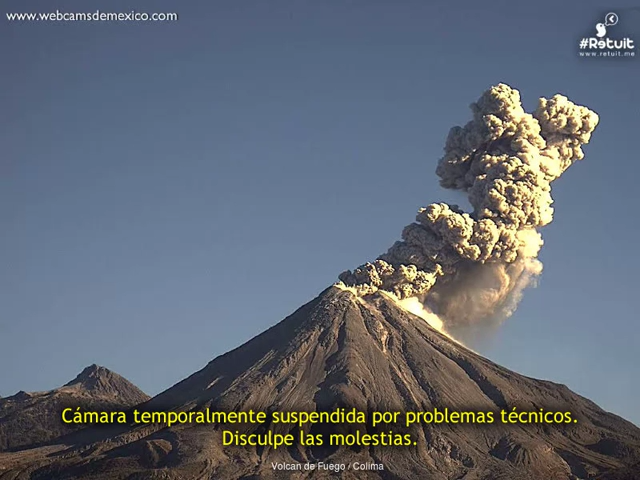 www.webcamsdemexico.com
#Retuit
www.retuit.me
Cámara temporalmente suspendida por problemas técnicos.
Disculpe las molestias.
Volcan de Fuego / Colima